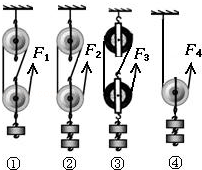 F₁ F₂ F₃ F₄
① ② ③ ④